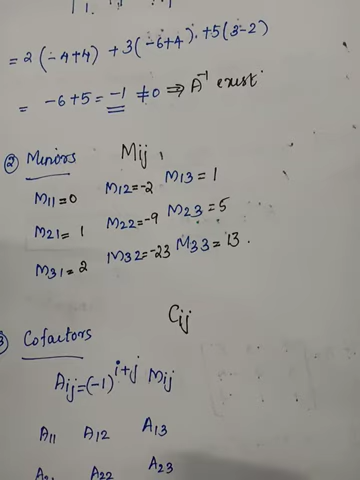 = 2(-4+4) +3(-6+4) +5(3-2)
= -6+5 = -1 ≠0 ⇒ A⁻¹ exist
② Minors Mij
M11=0 M12=-2 M13=1
M21=1 M22=-9 M23=5
M31=2 M32=-23 M33=13.
Cofactors Cij
Aij=(-1)^i+j Mij
A11 A12 A13
A21 A22 A23